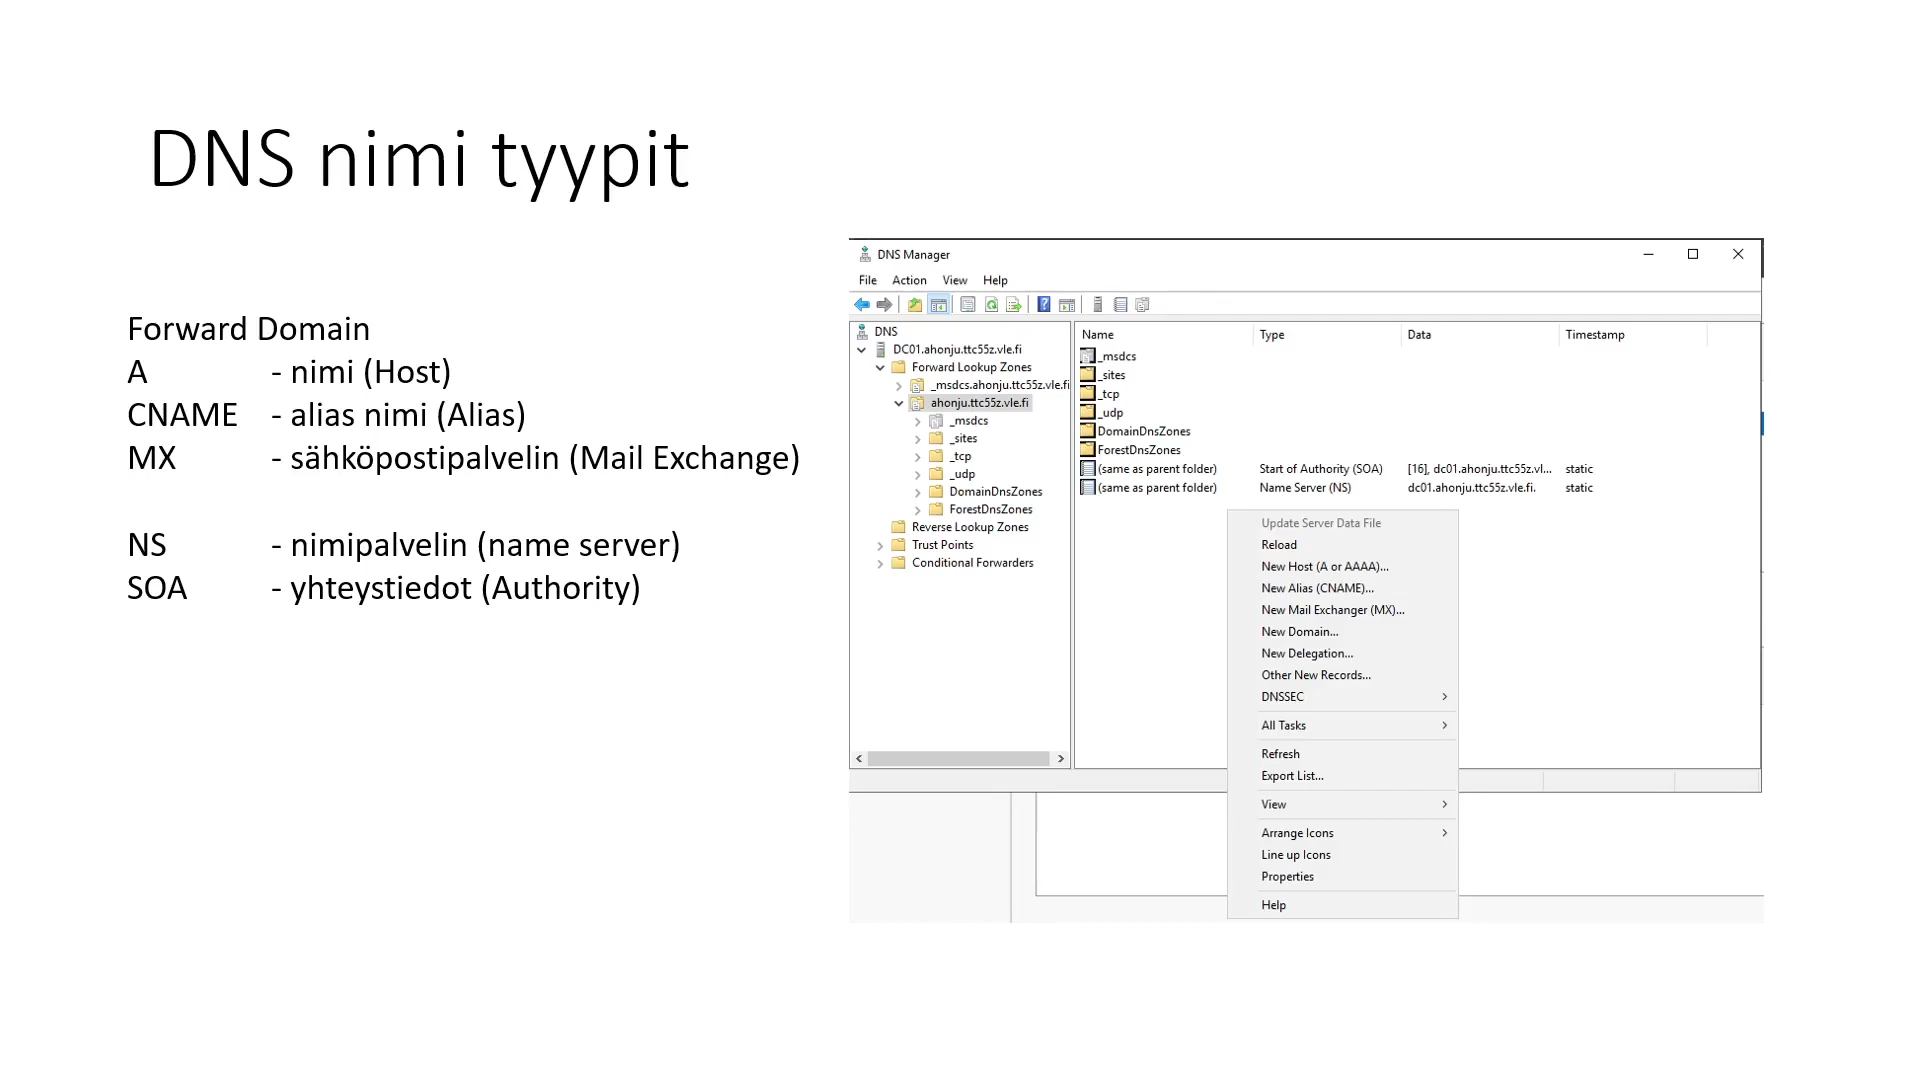 DNS nimi tyypit
Forward Domain
A - nimi (Host)
CNAME - alias nimi (Alias)
MX - sähköpostipalvelin (Mail Exchange)
NS - nimipalvelin (name server)
SOA - yhteystiedot (Authority)
DNS Manager
File Action View Help
DNS
DC01.ahonju.ttc55z.vle.fi
Forward Lookup Zones
_msdcs.ahonju.ttc55z.vle.fi
ahonju.ttc55z.vle.fi
_msdcs
_sites
_tcp
_udp
DomainDnsZones
ForestDnsZones
Reverse Lookup Zones
Trust Points
Conditional Forwarders
Name Type Data Timestamp
_msdcs
_sites
_tcp
_udp
DomainDnsZones
ForestDnsZones
(same as parent folder) Start of Authority (SOA) [16], dc01.ahonju.ttc55z.vl... static
(same as parent folder) Name Server (NS) dc01.ahonju.ttc55z.vle.fi. static
Update Server Data File
Reload
New Host (A or AAAA)...
New Alias (CNAME)...
New Mail Exchanger (MX)...
New Domain...
New Delegation...
Other New Records...
DNSSEC
All Tasks
Refresh
Export List...
View
Arrange Icons
Line up Icons
Properties
Help